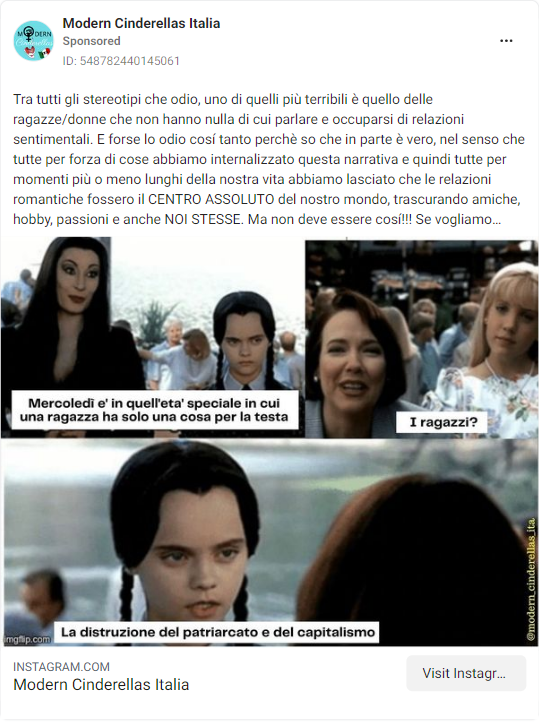 Modern Cinderellas Italia
Sponsored
ID: 548782440145061
Tra tutti gli stereotipi che odio, uno di quelli più terribili è quello delle
ragazze/donne che non hanno nulla di cui parlare e occuparsi di relazioni
sentimentali. E forse lo odio cosí tanto perchè so che in parte è vero, nel senso che
tutte per forza di cose abbiamo internalizzato questa narrativa e quindi tutte per
momenti più o meno lunghi della nostra vita abbiamo lasciato che le relazioni
romantiche fossero il CENTRO ASSOLUTO del nostro mondo, trascurando amiche,
hobby, passioni e anche NOI STESSE. Ma non deve essere cosí!!! Se vogliamo…
Mercoledì e' in quell'eta' speciale in cui
una ragazza ha solo una cosa per la testa
I ragazzi?
La distruzione del patriarcato e del capitalismo
imgflip.com
@modern_cinderellas_ita.
INSTAGRAM.COM
Modern Cinderellas Italia
Visit Instagr...